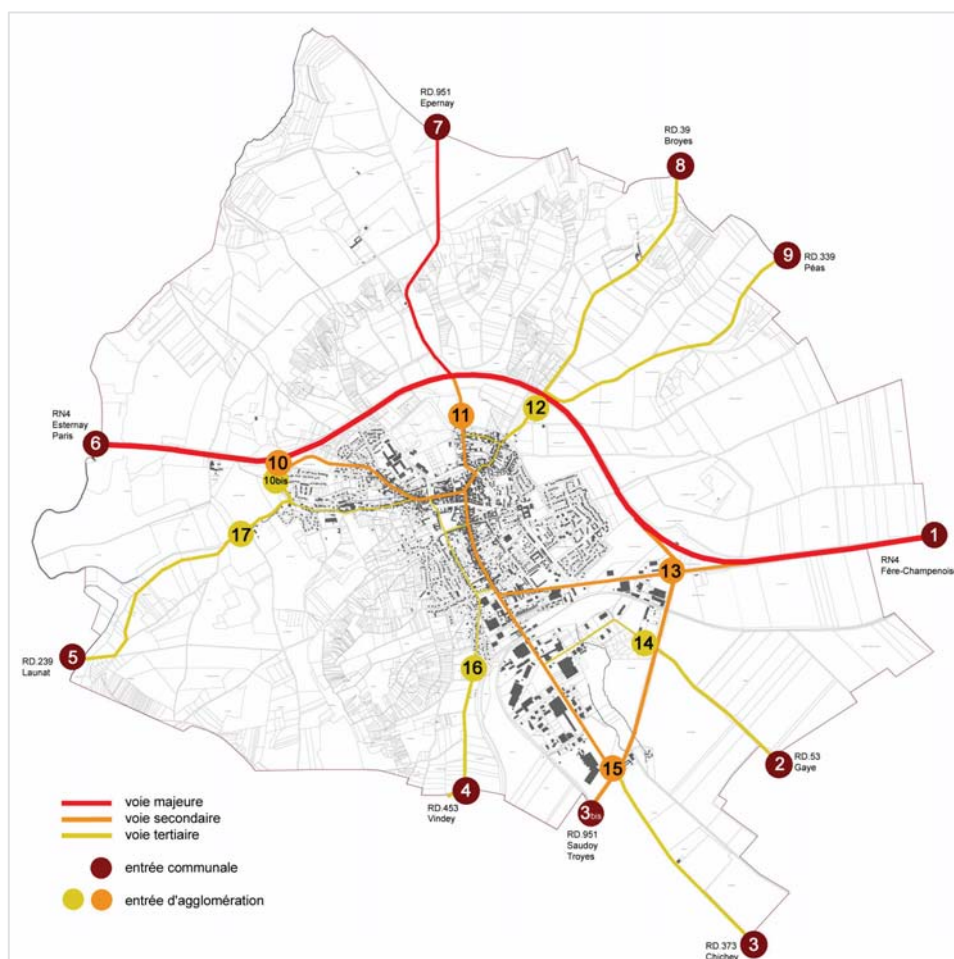 RD.951
Epernay
7
RD.39
Broyes
8
9
RD.339
Péas
RN4
Esternay
Paris
6
11
12
10
10bis
17
1
RN4
Fère-Champenoise
13
5
RD.239
Launat
14
16
2
RD.53
Gaye
15
4
RD.453
Vindey
3bis
RD.951
Saudoy
Troyes
voie majeure
voie secondaire
voie tertiaire
entrée communale
entrée d'agglomération
3
RD.373
Chichey